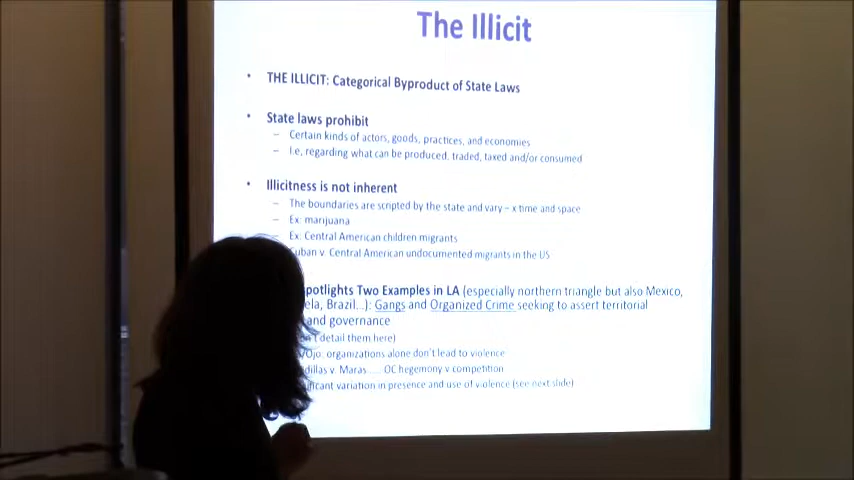 The Illicit
• THE ILLICIT: Categorical Byproduct of State Laws
• State laws prohibit
– Certain kinds of actors, goods, practices, and economies
– I.e, regarding what can be produced, traded, taxed and/or consumed
• Illicitness is not inherent
– The boundaries are scripted by the state and vary – x time and space
– Ex: marijuana
– Ex: Central American children migrants
Cuban v. Central American undocumented migrants in the US
potlights Two Examples in LA (especially northern triangle but also Mexico,
ela, Brazil...): Gangs and Organized Crime seeking to assert territorial
and governance
't detail them here)
Ojo: organizations alone don't lead to violence
dillas v. Maras.... OC hegemony v competition
ficant variation in presence and use of violence (see next slide)